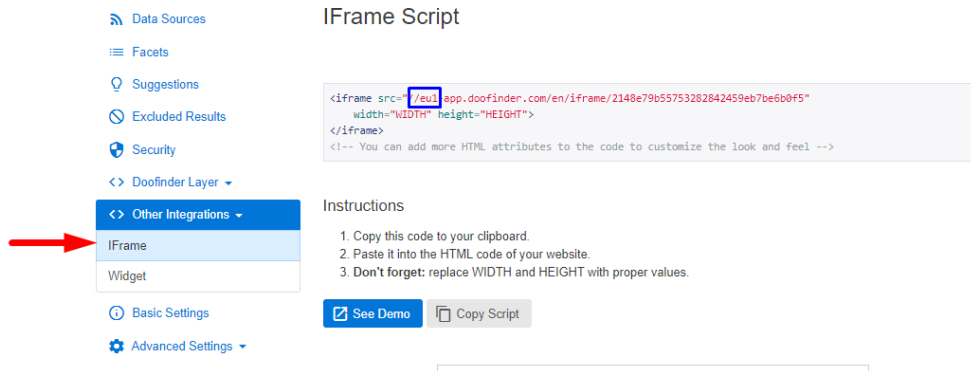 Data Sources
Facets
Suggestions
Excluded Results
Security
<> Doofinder Layer
<> Other Integrations
IFrame
Widget
Basic Settings
Advanced Settings
IFrame Script
<iframe src="//eu1-app.doofinder.com/en/iframe/2148e79b55753282842459eb7be6b0f5"
width="WIDTH" height="HEIGHT">
</iframe>
<!-- You can add more HTML attributes to the code to customize the look and feel -->
Instructions
1. Copy this code to your clipboard.
2. Paste it into the HTML code of your website.
3. Don't forget: replace WIDTH and HEIGHT with proper values.
See Demo
Copy Script